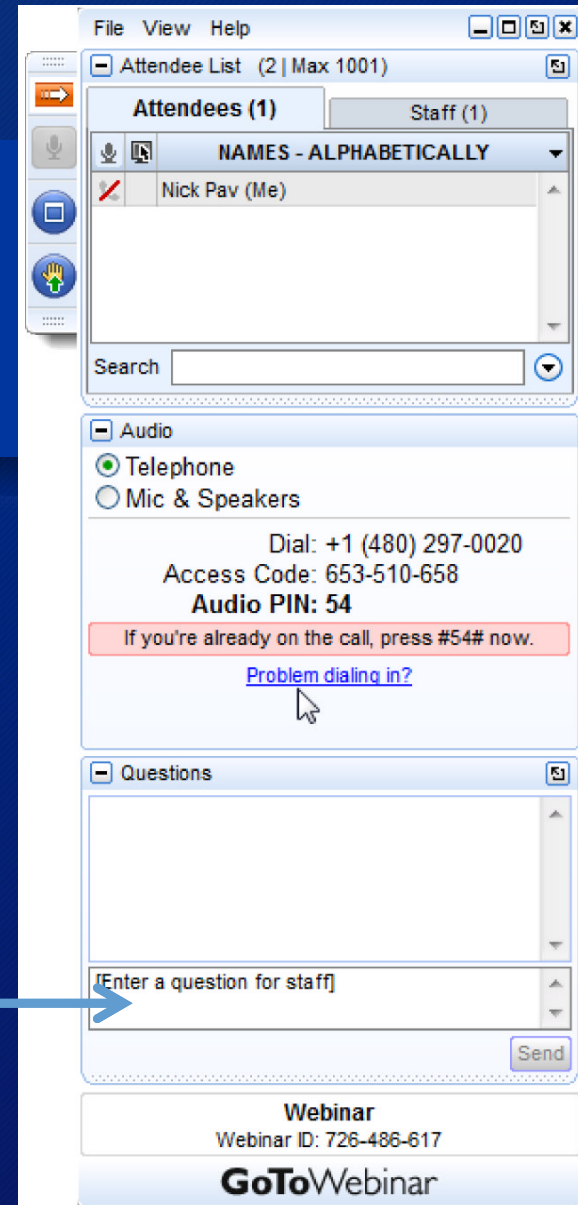 File View Help
Attendee List (2 | Max 1001)
Attendees (1) Staff (1)
NAMES - ALPHABETICALLY
Nick Pav (Me)
Search
Audio
Telephone
Mic & Speakers
Dial: +1 (480) 297-0020
Access Code: 653-510-658
Audio PIN: 54
If you're already on the call, press #54# now.
Problem dialing in?
Questions
[Enter a question for staff]
Send
Webinar
Webinar ID: 726-486-617
GoToWebinar